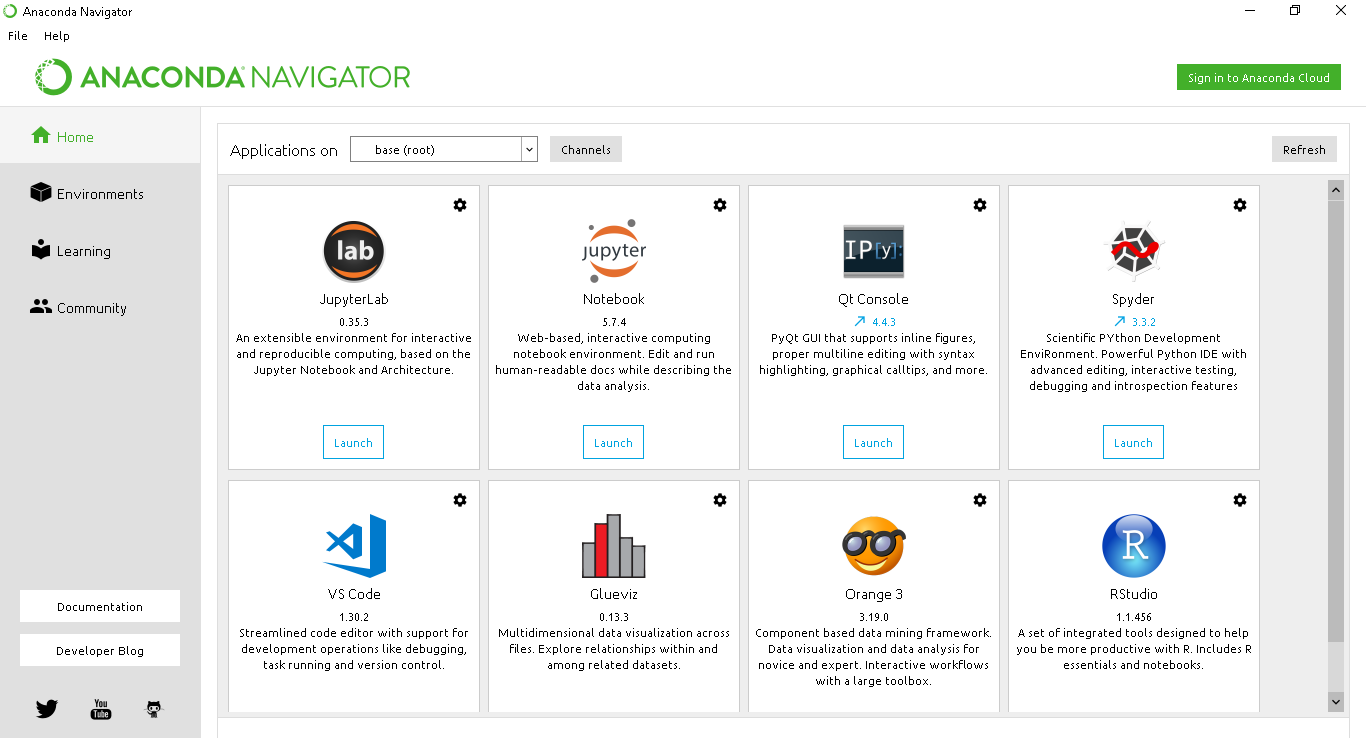 Anaconda Navigator
File Help
ANACONDA NAVIGATOR
Sign in to Anaconda Cloud
Home
Environments
Learning
Community
Documentation
Developer Blog
You
Tube
Applications on
base (root)
Channels
Refresh
lab
JupyterLab
0.35.3
An extensible environment for interactive
and reproducible computing, based on the
Jupyter Notebook and Architecture.
Launch
jupyter
Notebook
5.7.4
Web-based, interactive computing
notebook environment. Edit and run
human-readable docs while describing the
data analysis.
Launch
IP[y]:
Qt Console
4.4.3
PyQt GUI that supports inline figures,
proper multiline editing with syntax
highlighting, graphical calltips, and more.
Launch
Spyder
3.3.2
Scientific PYthon Development
EnviRonment. Powerful Python IDE with
advanced editing, interactive testing,
debugging and introspection features
Launch
VS Code
1.30.2
Streamlined code editor with support for
development operations like debugging,
task running and version control.
Glueviz
0.13.3
Multidimensional data visualization across
files. Explore relationships within and
among related datasets.
Orange 3
3.19.0
Component based data mining framework.
Data visualization and data analysis for
novice and expert. Interactive workflows
with a large toolbox.
R
RStudio
1.1.456
A set of integrated tools designed to help
you be more productive with R. Includes R
essentials and notebooks.